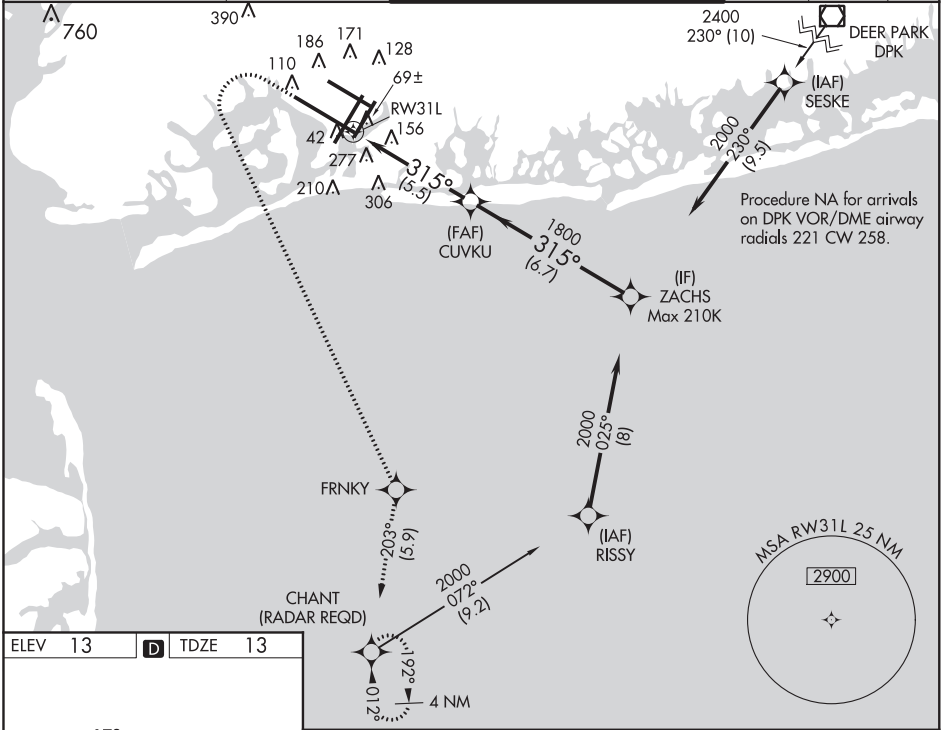 760
390
186
171
128
110
69±
RW31L
42
156
277
210
306
2400
230° (10)
DEER PARK
DPK
(IAF)
SESKE
2000
230°
(9.5)
Procedure NA for arrivals
on DPK VOR/DME airway
radials 221 CW 258.
315°
(5.5)
(FAF)
CUVKU
1800
315°
(6.7)
(IF)
ZACHS
Max 210K
2000
025°
(8)
FRNKY
(IAF)
RISSY
203°
(5.9)
2000
072°
(9.2)
CHANT
(RADAR REQD)
192°
012°
4 NM
MSA RW31L 25 NM
2900
ELEV 13
D
TDZE 13